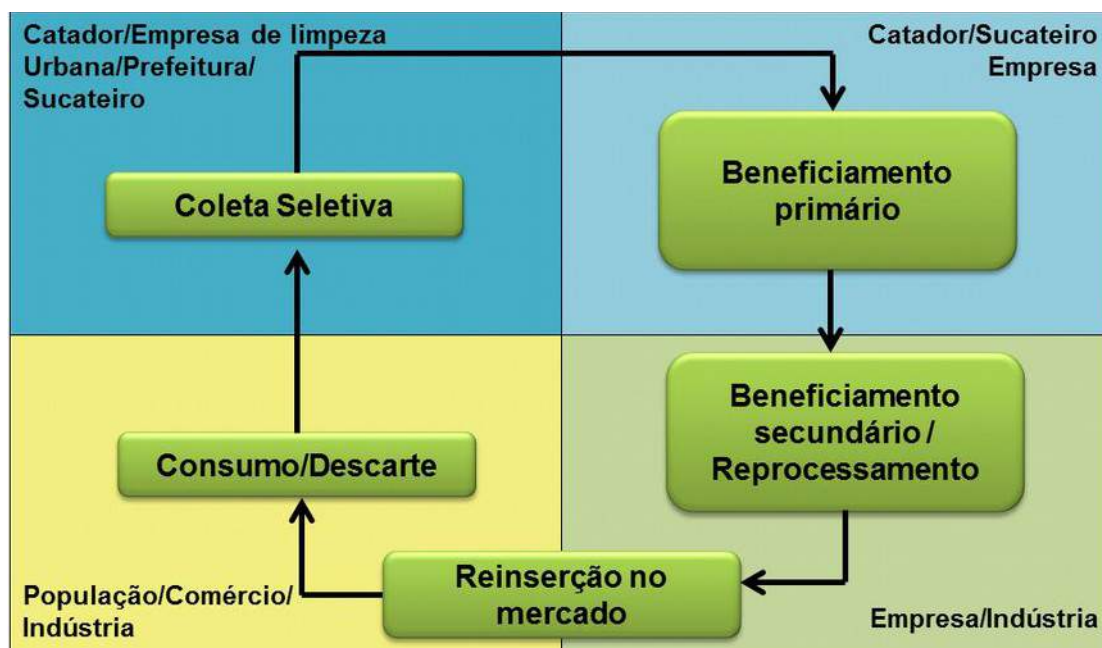 Catador/Empresa de limpeza
Urbana/Prefeitura/
Sucateiro
Catador/Sucateiro
Empresa
Coleta Seletiva
Beneficiamento
primário
Beneficiamento
secundário /
Reprocessamento
Consumo/Descarte
Reinserção no
mercado
População/Comércio/
Indústria
Empresa/Indústria